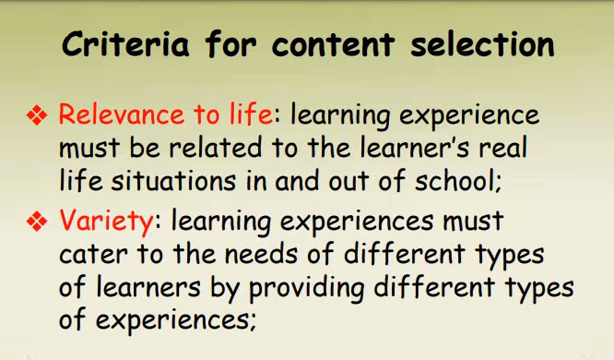 Criteria for content selection
Relevance to life: learning experience
must be related to the learner's real
life situations in and out of school;
Variety: learning experiences must
cater to the needs of different types
of learners by providing different types
of experiences;